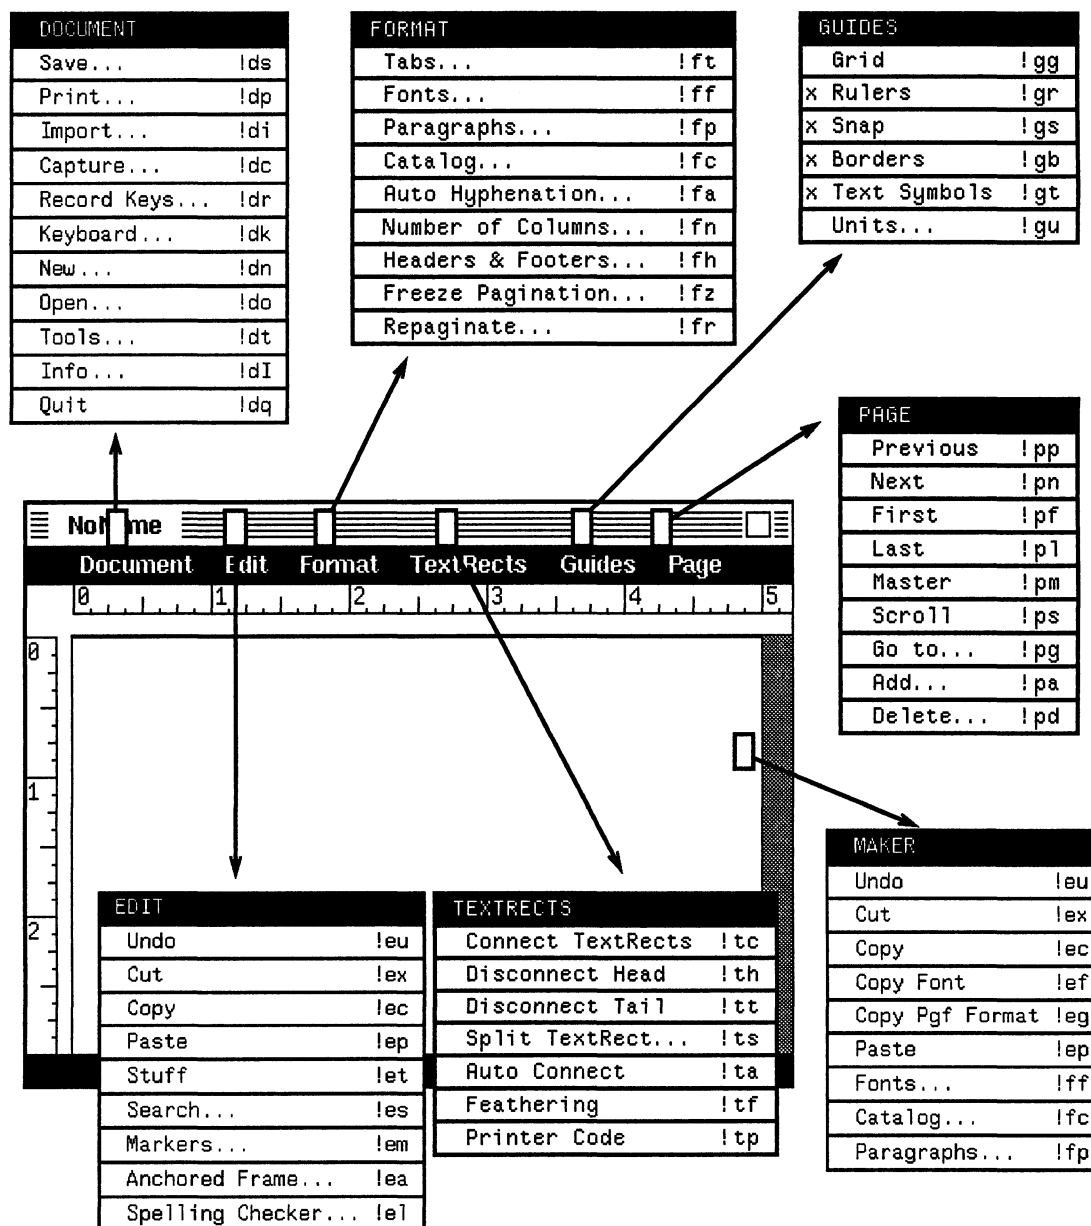 DOCUMENT
Save... !ds
Print... !dp
Import... !di
Capture... !dc
Record Keys... !dr
Keyboard... !dk
New... !dn
Open... !do
Tools... !dt
Info... !dI
Quit !dq
FORMAT
Tabs... !ft
Fonts... !ff
Paragraphs... !fp
Catalog... !fc
Auto Hyphenation... !fa
Number of Columns... !fn
Headers & Footers... !fh
Freeze Pagination... !fz
Repaginate... !fr
GUIDES
Grid !gg
x Rulers !gr
x Snap !gs
x Borders !gb
x Text Symbols !gt
Units... !gu
PAGE
Previous !pp
Next !pn
First !pf
Last !pl
Master !pm
Scroll !ps
Go to... !pg
Add... !pa
Delete... !pd
Document Edit Format TextRects Guides Page
0 1 2 3 4 5
0
1
2
EDIT
Undo !eu
Cut !ex
Copy !ec
Paste !ep
Stuff !et
Search... !es
Markers... !em
Anchored Frame... !ea
Spelling Checker... !el
TEXTRECTS
Connect TextRects !tc
Disconnect Head !th
Disconnect Tail !tt
Split TextRect... !ts
Auto Connect !ta
Feathering !tf
Printer Code !tp
MAKER
Undo !eu
Cut !ex
Copy !ec
Copy Font !ef
Copy Pgf Format !eg
Paste !ep
Fonts... !ff
Catalog... !fc
Paragraphs... !fp